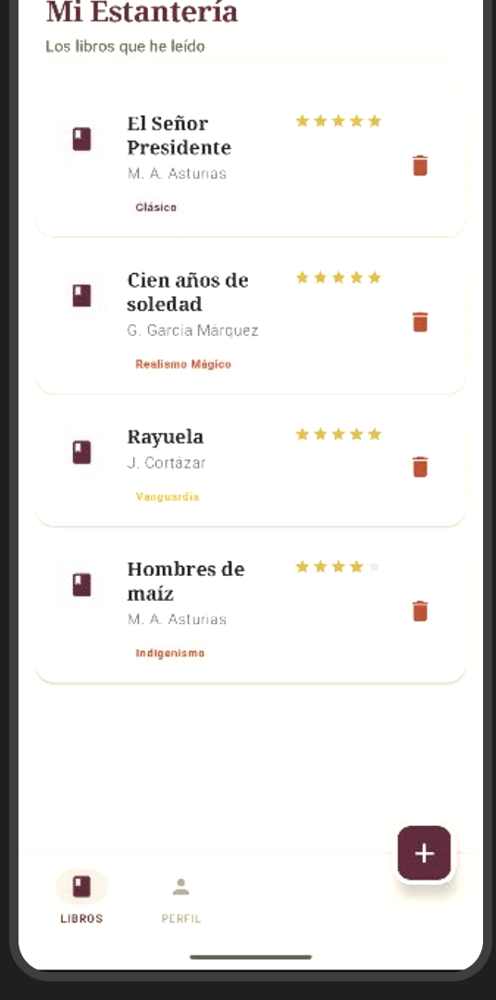 Mi Estantería
Los libros que he leído
El Señor
Presidente
M. A. Asturias
Clásico
Cien años de
soledad
G. García Márquez
Realismo Mágico
Rayuela
J. Cortázar
Vanguardia
Hombres de
maíz
M. A. Asturias
Indigenismo
LIBROS
PERFIL